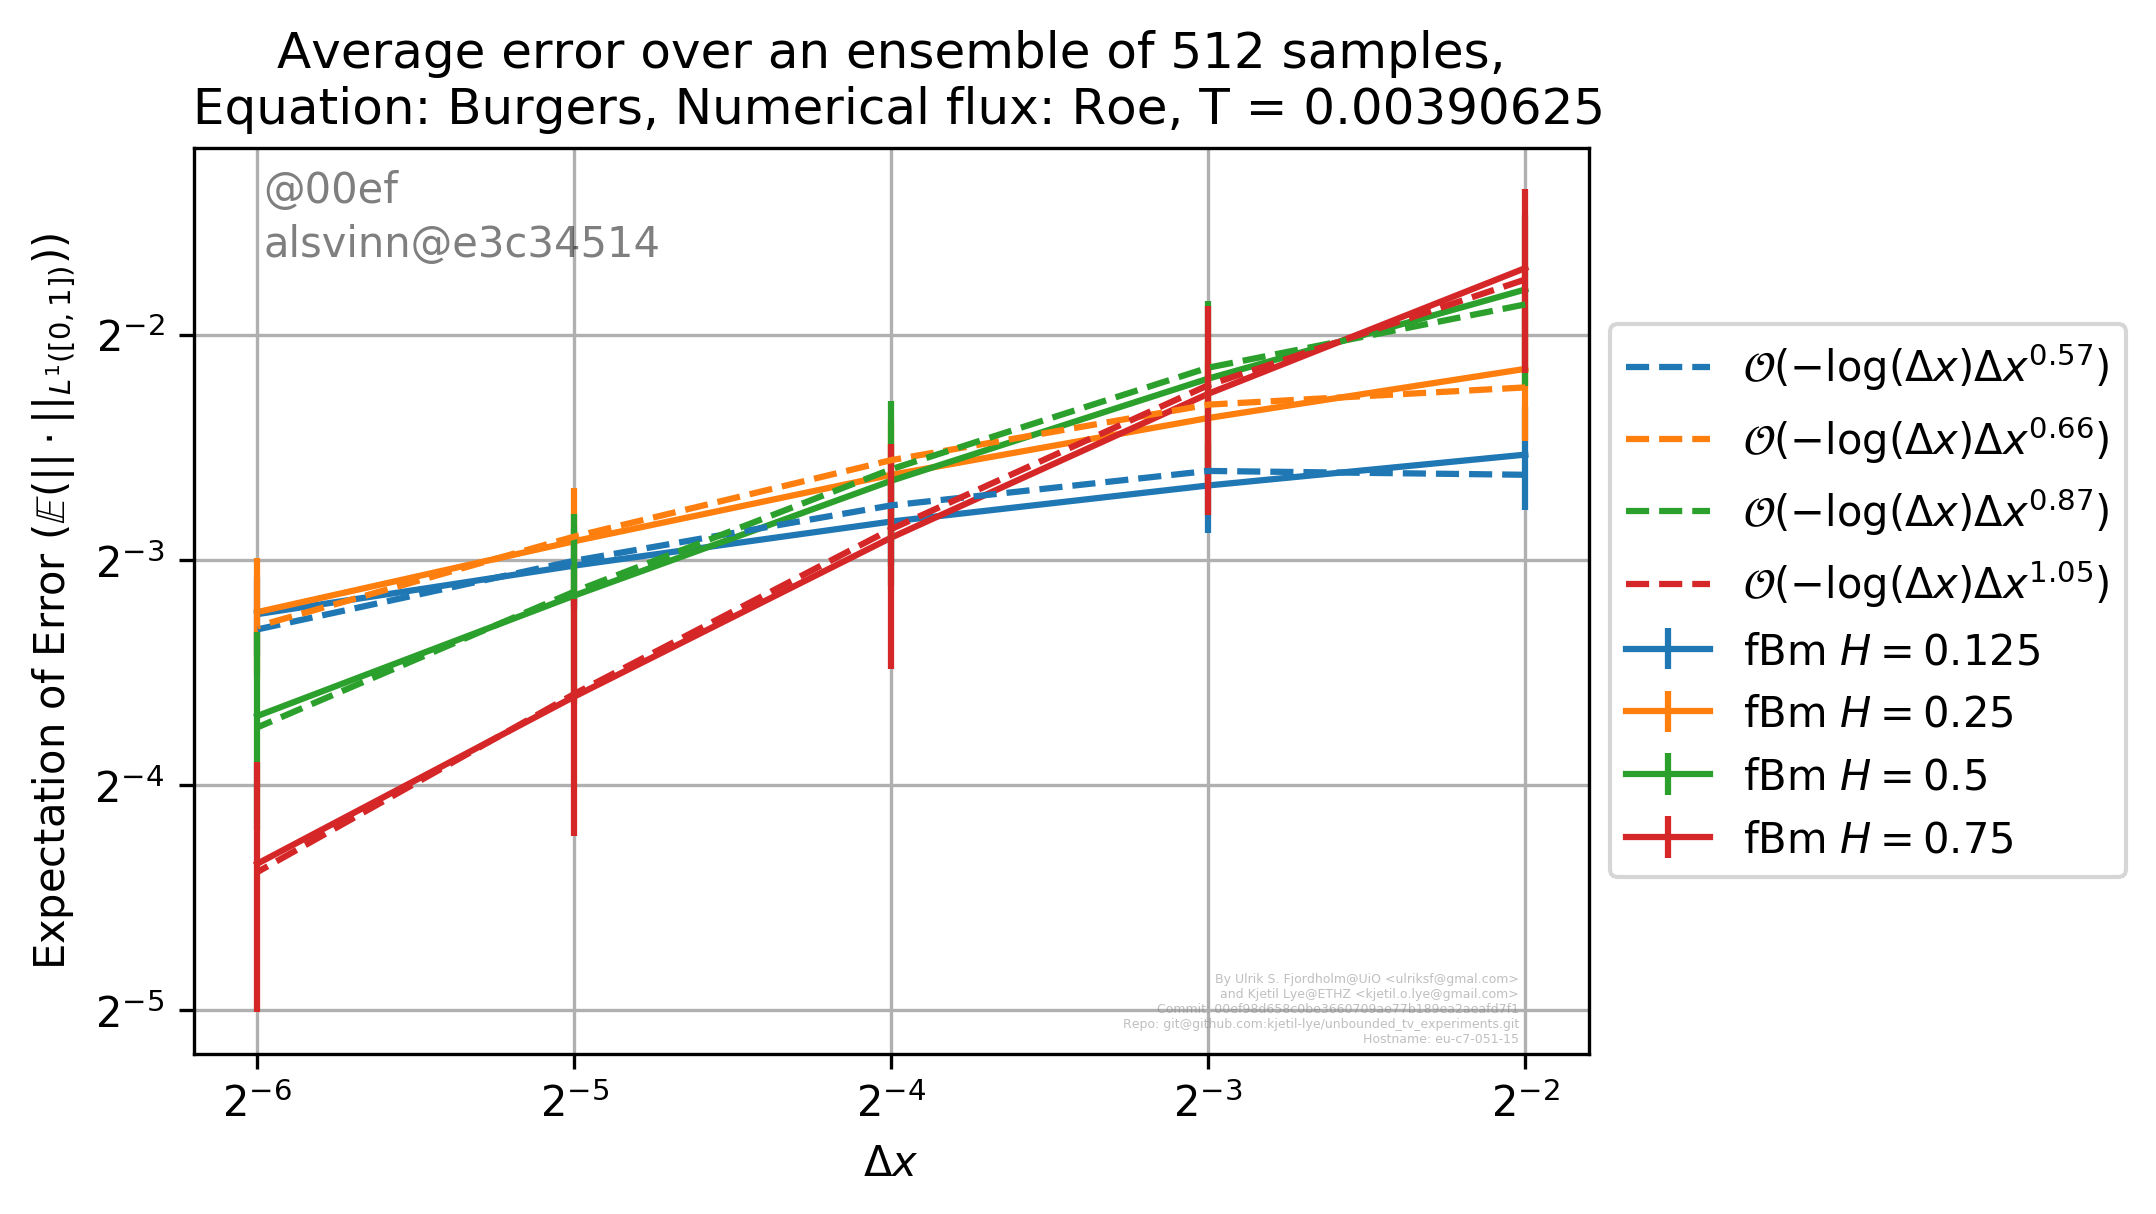 Average error over an ensemble of 512 samples,
Equation: Burgers, Numerical flux: Roe, T = 0.00390625
@00ef
alsvinn@e3c34514
Expectation of Error (𝔼(|| · ||_{L^1([0,1])}))
2^{-2}
2^{-3}
2^{-4}
2^{-5}
2^{-6}
2^{-5}
2^{-4}
2^{-3}
2^{-2}
Δx
By Ulrik S. Fjordholm@UiO <ulriksf@gmal.com>
and Kjetil Lye@ETHZ <kjetil.o.lye@gmail.com>
Commit: 00ef98d658c0be3660709ae77b189ea2aeafd7f1
Repo: git@github.com:kjetil-lye/unbounded_tv_experiments.git
Hostname: eu-c7-051-15
𝒪(−log(Δx)Δx^{0.57})
𝒪(−log(Δx)Δx^{0.66})
𝒪(−log(Δx)Δx^{0.87})
𝒪(−log(Δx)Δx^{1.05})
fBm H = 0.125
fBm H = 0.25
fBm H = 0.5
fBm H = 0.75